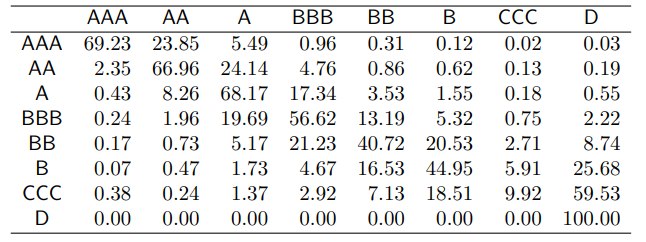 AAA AA A BBB BB B CCC D
AAA 69.23 23.85 5.49 0.96 0.31 0.12 0.02 0.03
AA 2.35 66.96 24.14 4.76 0.86 0.62 0.13 0.19
A 0.43 8.26 68.17 17.34 3.53 1.55 0.18 0.55
BBB 0.24 1.96 19.69 56.62 13.19 5.32 0.75 2.22
BB 0.17 0.73 5.17 21.23 40.72 20.53 2.71 8.74
B 0.07 0.47 1.73 4.67 16.53 44.95 5.91 25.68
CCC 0.38 0.24 1.37 2.92 7.13 18.51 9.92 59.53
D 0.00 0.00 0.00 0.00 0.00 0.00 0.00 100.00